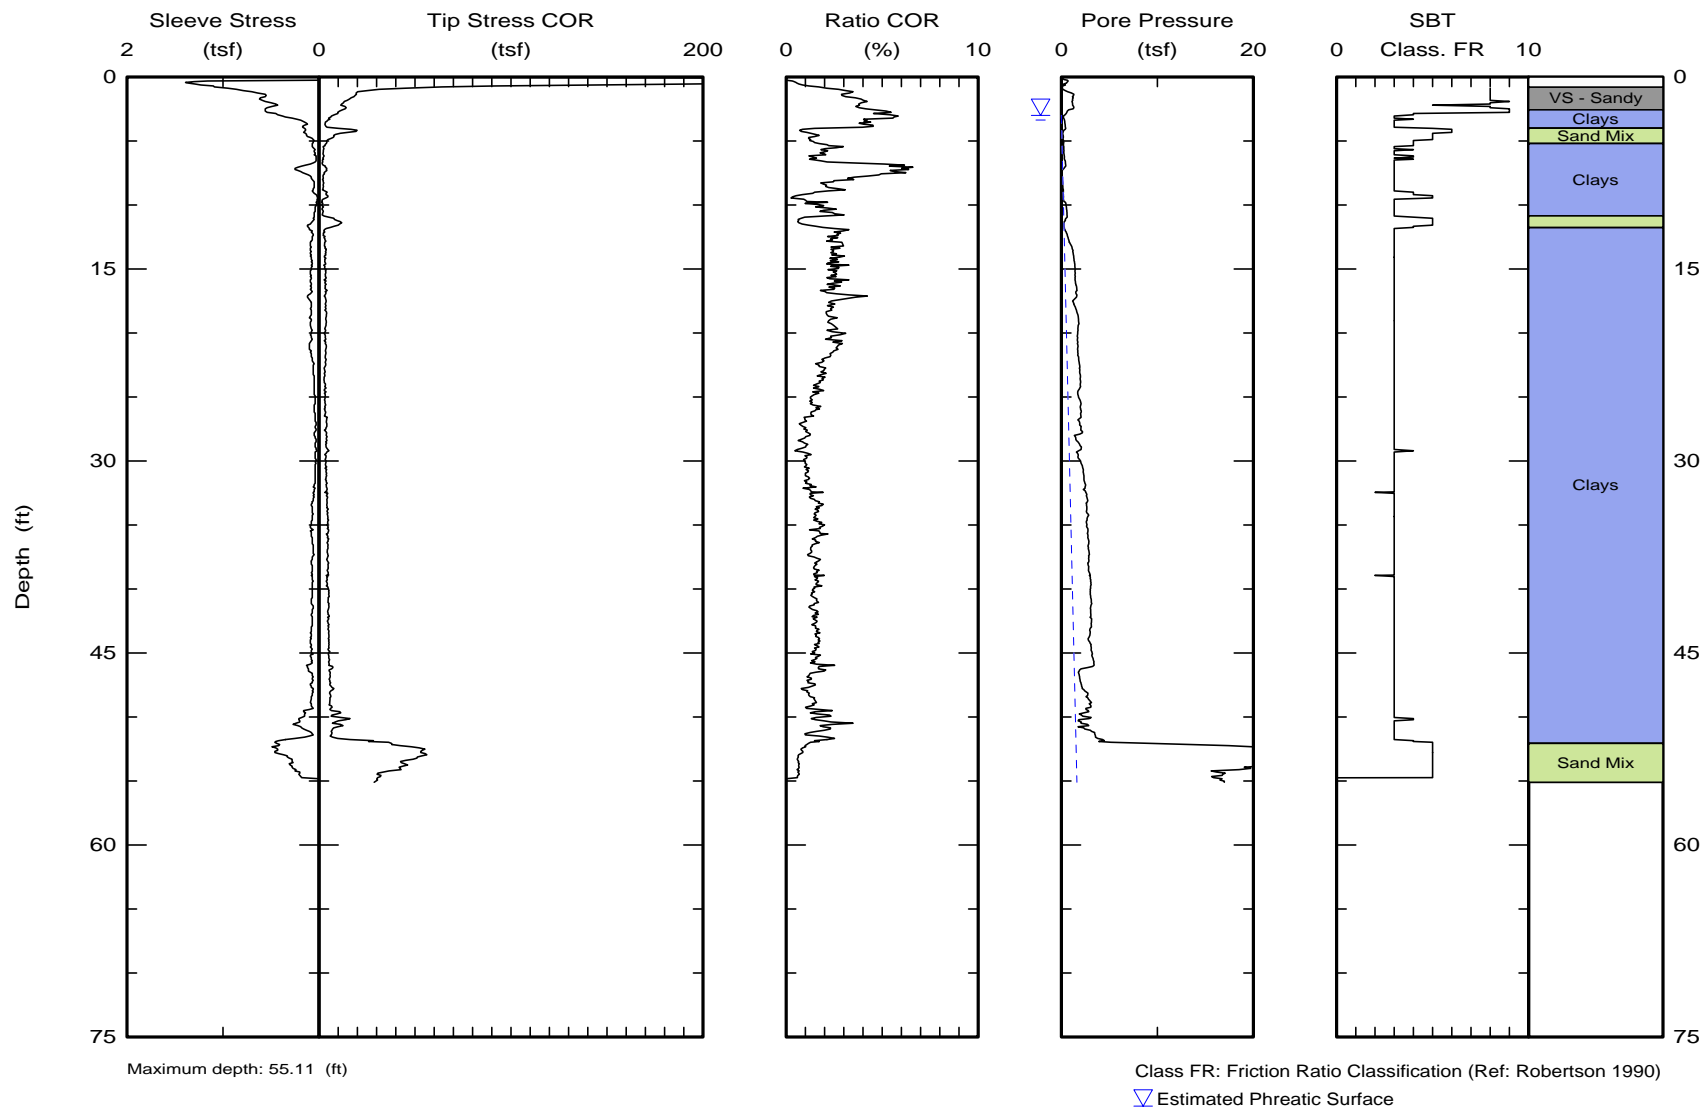 Sleeve Stress Tip Stress COR Ratio COR Pore Pressure SBT
(tsf) (tsf) (%) (tsf) Class. FR
2 0 200 0 10 0 20 0 10
0 0
VS - Sandy
Clays
Sand Mix
Clays
15 15
30 30
Clays
Depth (ft)
45 45
Sand Mix
60 60
75 75
Maximum depth: 55.11 (ft)
Class FR: Friction Ratio Classification (Ref: Robertson 1990)
Estimated Phreatic Surface